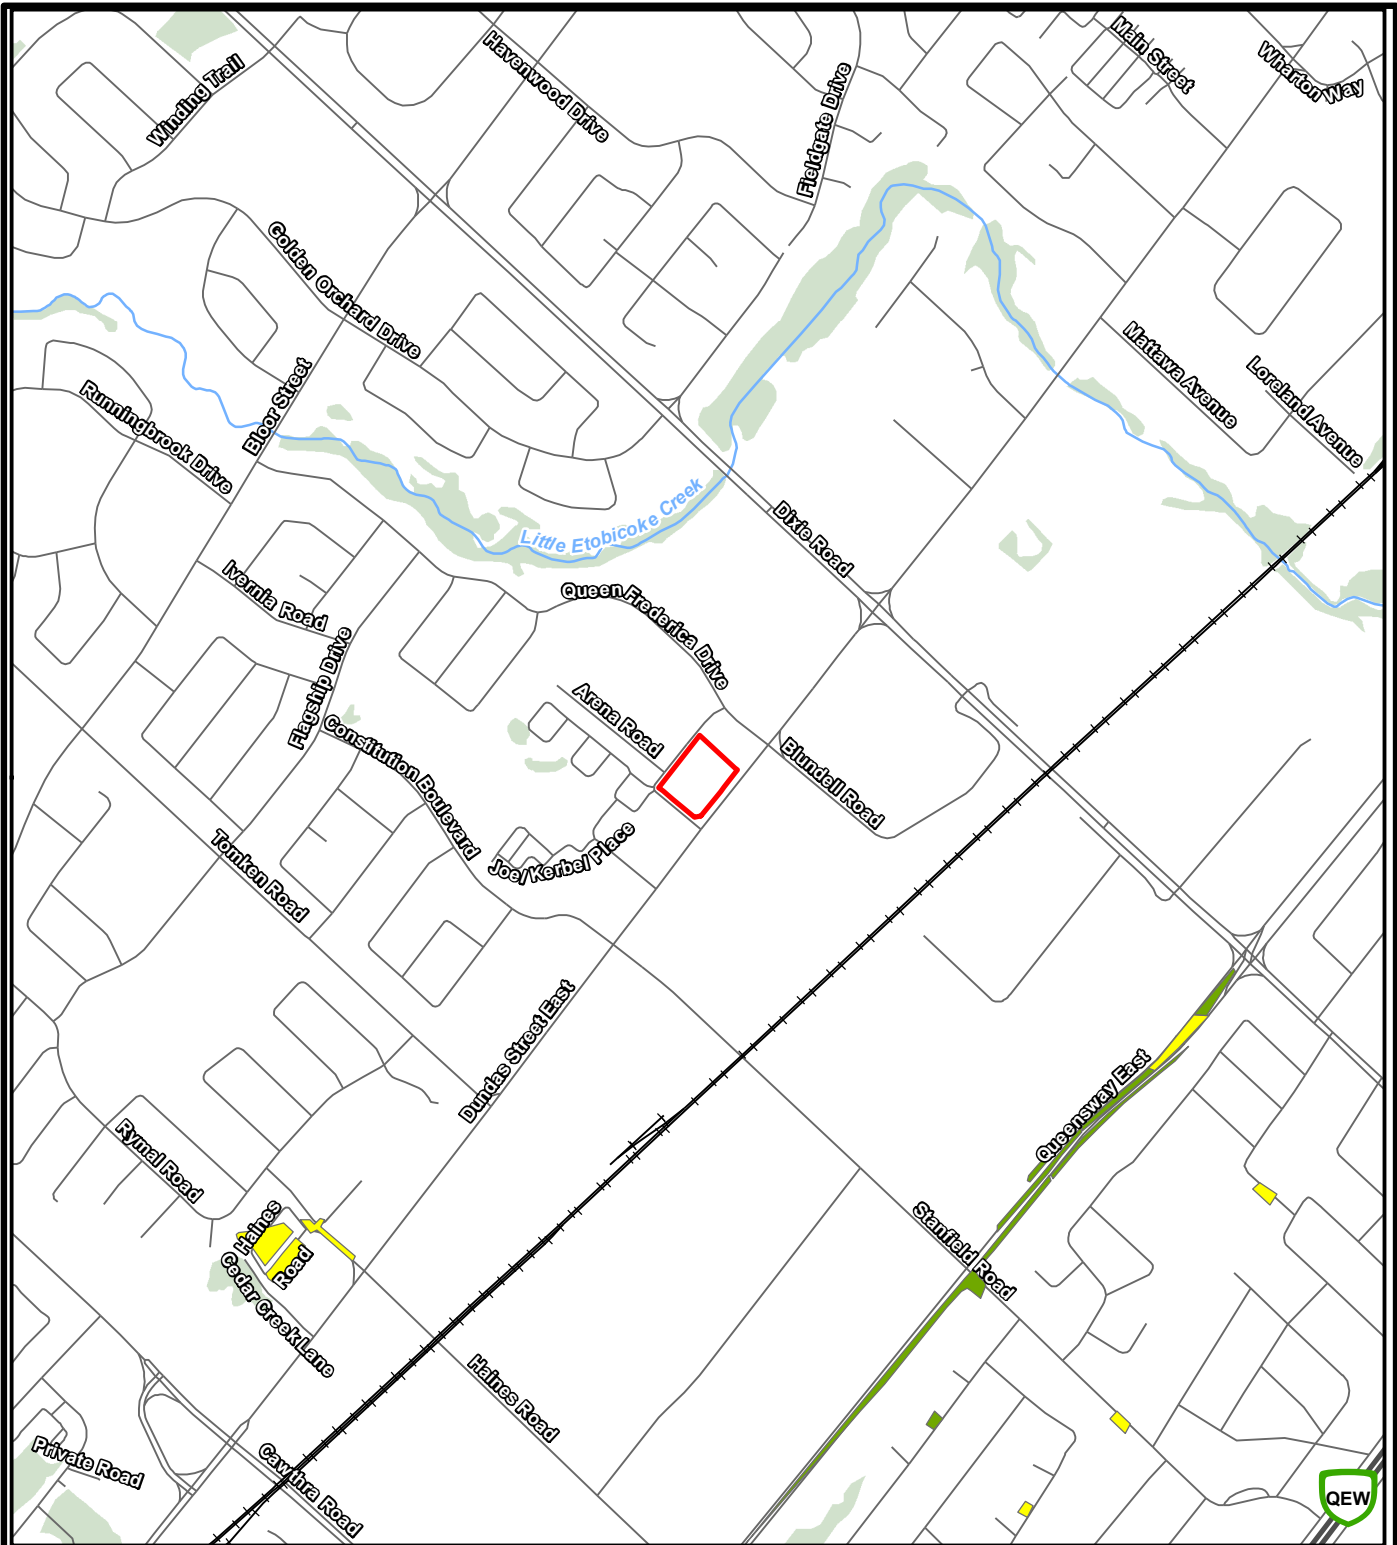 Main Street
Wharton Way
Havenwood Drive
Winding Trail
Fieldgate Drive
Golden Orchard Drive
Mattawa Avenue
Loreland Avenue
Bloor Street
Runningbrook Drive
Little Etobicoke Creek
Dixie Road
Ivernia Road
Queen Frederica Drive
Flagship Drive
Arena Road
Constitution Boulevard
Blundell Road
Tomken Road
Joe Kerbel Place
Dundas Street East
Queensway East
Rymal Road
Haines
Road
Stanfield Road
Cedar Creek Lane
Haines Road
Private Road
Cawthra Road
QEW